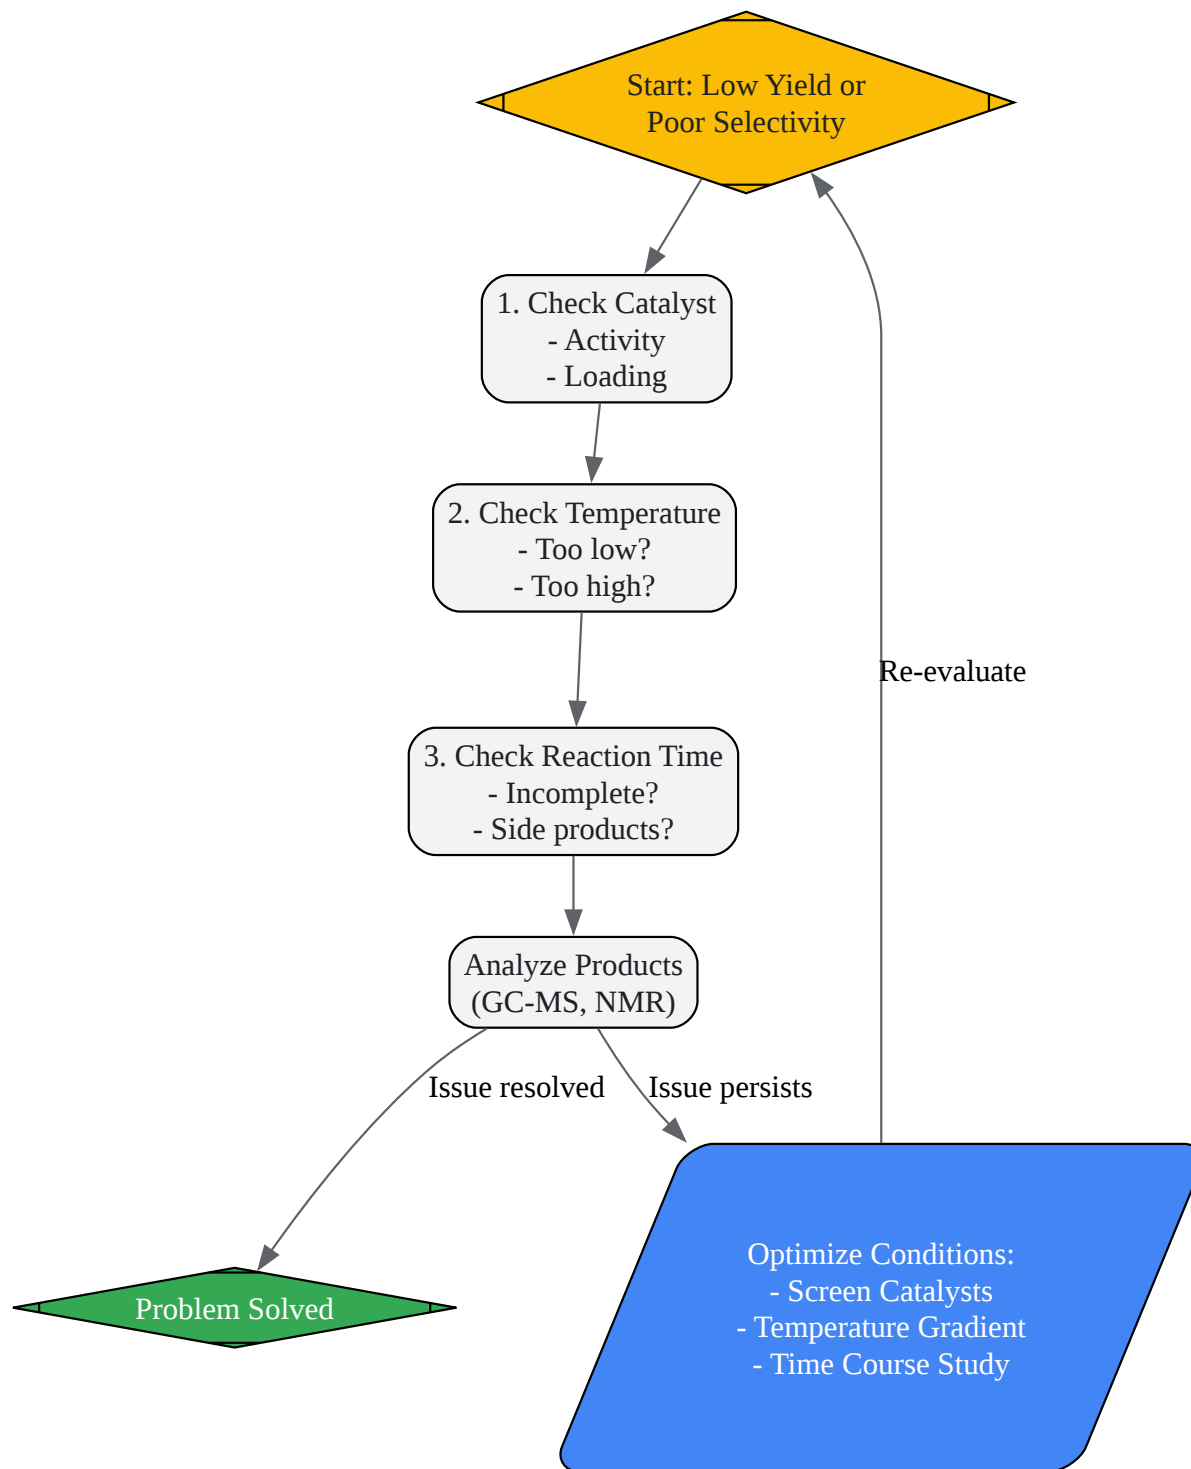 Start: Low Yield or
Poor Selectivity
1. Check Catalyst
- Activity
- Loading
2. Check Temperature
- Too low?
- Too high?
Re-evaluate
3. Check Reaction Time
- Incomplete?
- Side products?
Analyze Products
(GC-MS, NMR)
Issue resolved
Issue persists
Optimize Conditions:
- Screen Catalysts
- Temperature Gradient
- Time Course Study
Problem Solved